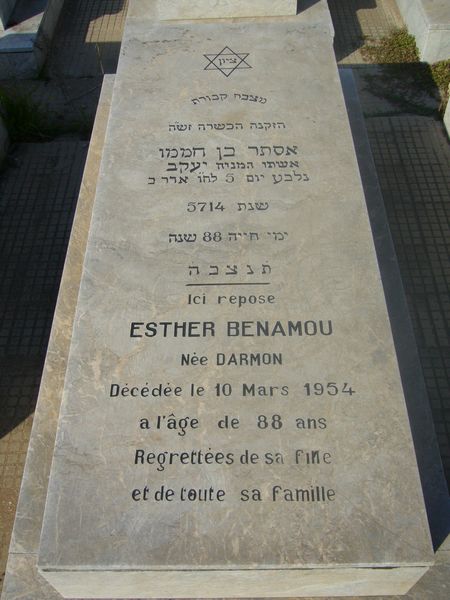 ציון
מצבת קבורת
הזקנה הכשרה זשה
אסתר בן חממו
אשתו המנוח יעקב
נלבע יום 5 לחו אדר ב
שנת 5714
ימי חייה 88 שנה
תנצבה
Ici repose
ESTHER BENAMOU
Née DARMON
Décédée le 10 Mars 1954
a l'âge de 88 ans
Regrettées de sa fille
et de toute sa famille